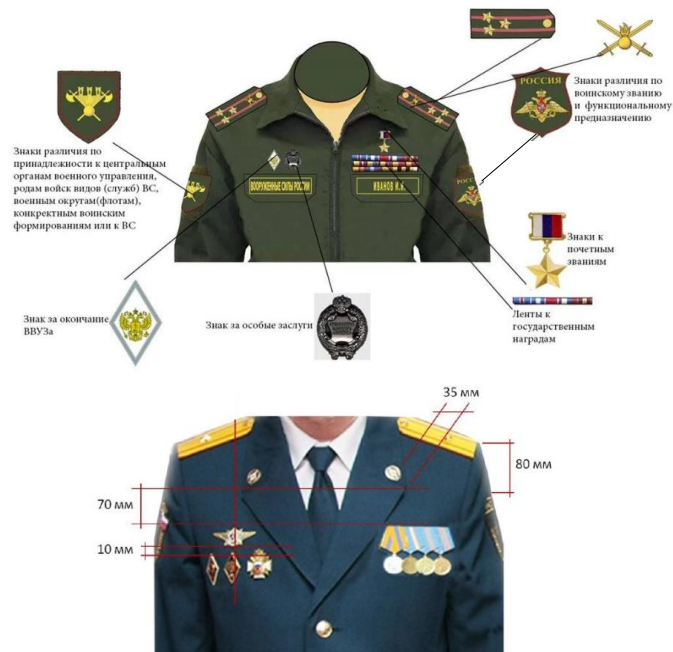 РОССИЯ
Знаки различия по
воинскому званию
и функциональному
предназначению
Знаки различия по
принадлежности к центральным
органам военного управления,
родам войск видов (служб) ВС,
военным округам(флотам),
конкретным воинским
формированиям или к ВС
ВООРУЖЕННЫЕ СИЛЫ РОССИИ
ИВАНОВ И.И.
Знаки к
почетным
званиям
Знак за окончание
ВВУЗа
Знак за особые заслуги
Ленты к
государственным
наградам
35 мм
80 мм
70 мм
10 мм